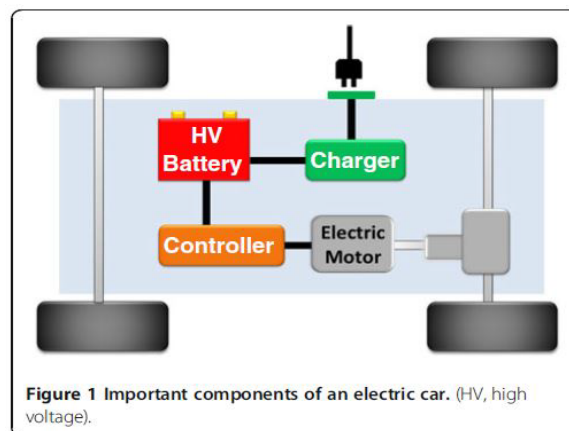 HV
Battery
Charger
Controller
Electric
Motor
Figure 1 Important components of an electric car. (HV, high
voltage).